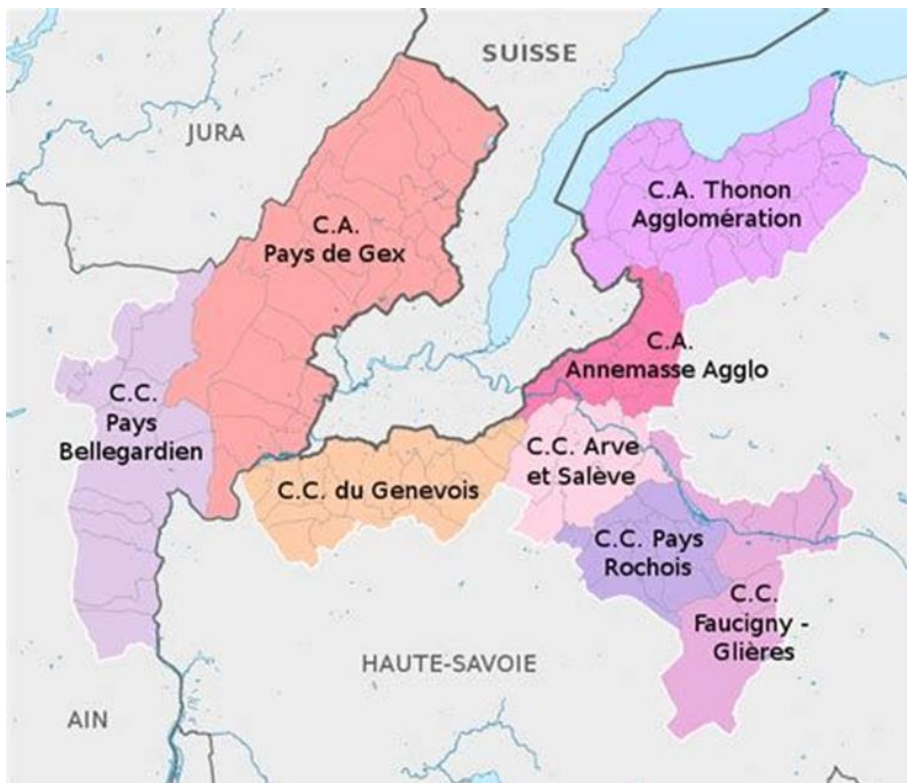 SUISSE
JURA
C.A. Thonon
Agglomération
C.A.
Pays de Gex
C.A.
Annemasse Agglo
C.C.
Pays
Bellegardien
C.C. Arve
et Salève
C.C. du Genevois
C.C. Pays
Rochois
C.C.
Faucigny -
Glières
HAUTE-SAVOIE
AIN